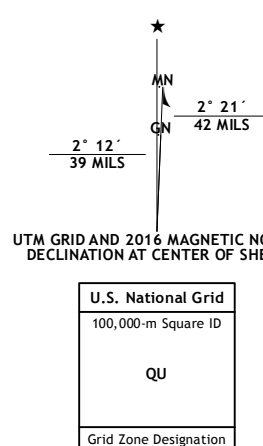 ★
MN
GN
2° 21´
42 MILS
2° 12´
39 MILS
UTM GRID AND 2016 MAGNETIC NO
DECLINATION AT CENTER OF SHE
U.S. National Grid
100,000-m Square ID
QU
Grid Zone Designation